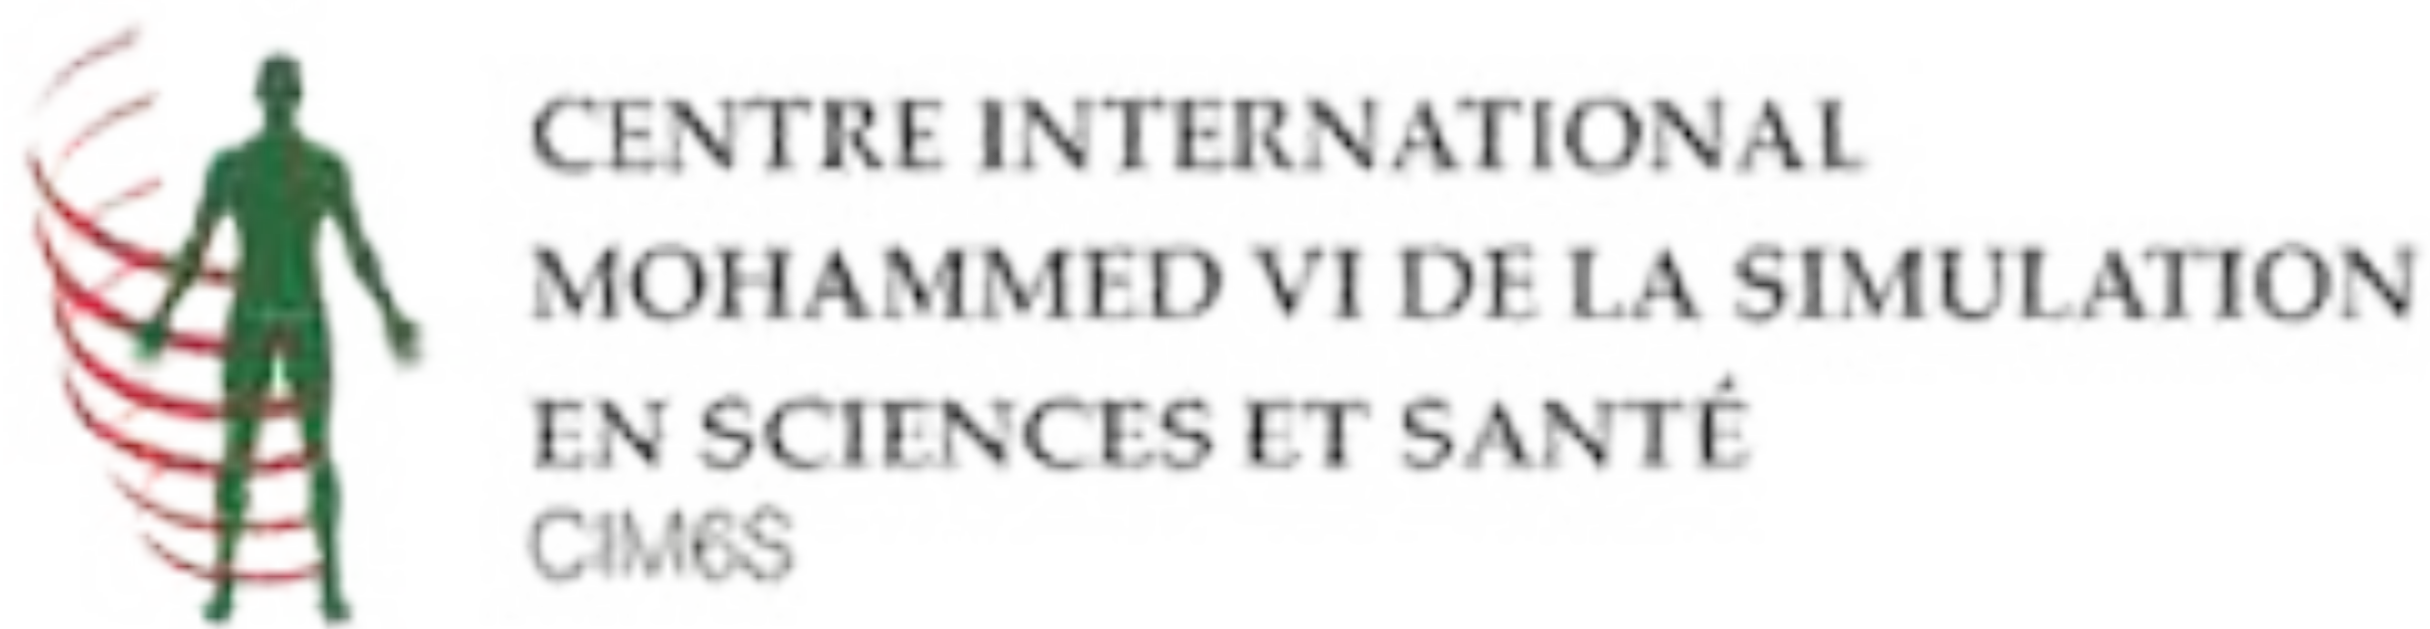 CENTRE INTERNATIONAL
MOHAMMED VI DE LA SIMULATION
EN SCIENCES ET SANTÉ
CIM6S